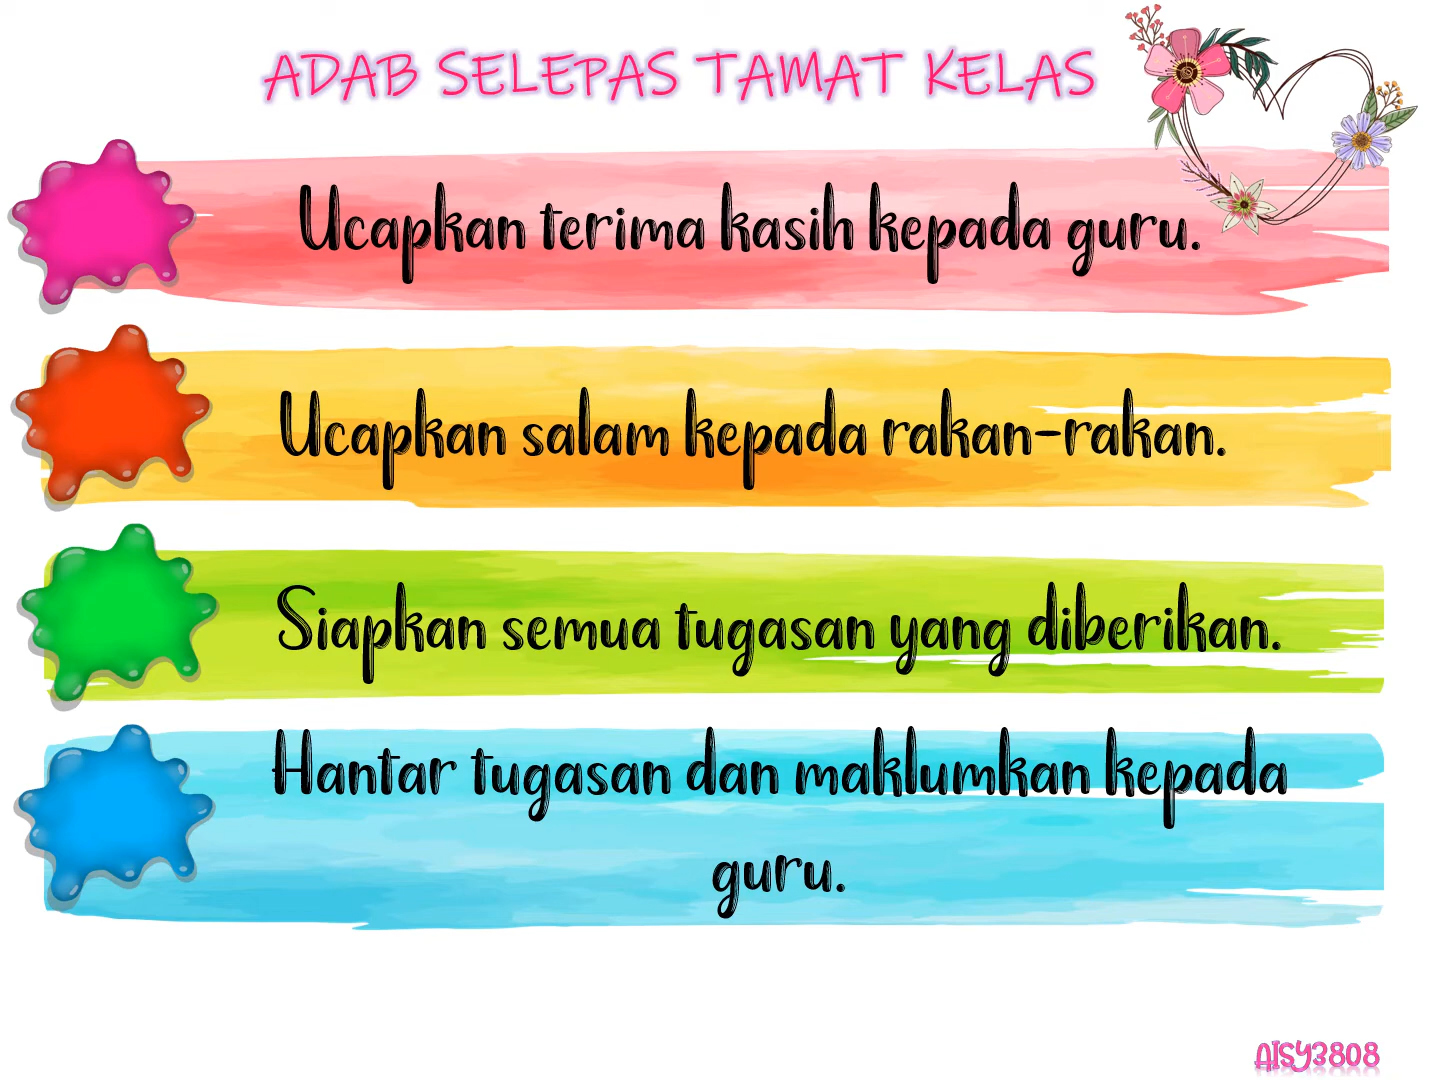 ADAB SELEPAS TAMAT KELAS
Ucapkan terima kasih kepada guru.
Ucapkan salam kepada rakan-rakan.
Siapkan semua tugasan yang diberikan.
Hantar tugasan dan maklumkan kepada
guru.
AISY3808